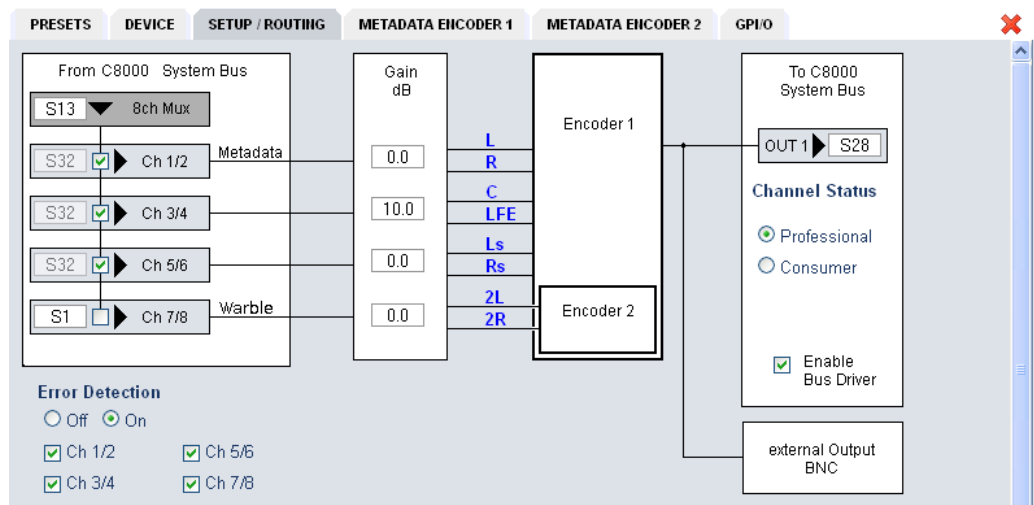 PRESETS DEVICE SETUP / ROUTING METADATA ENCODER 1 METADATA ENCODER 2 GPI/O
From C8000 System Bus
S13 8ch Mux
S32 Ch 1/2 Metadata
S32 Ch 3/4
S32 Ch 5/6
S1 Ch 7/8 Warble
Gain
dB
0.0
10.0
0.0
0.0
L
R
C
LFE
Ls
Rs
2L
2R
Encoder 1
Encoder 2
To C8000
System Bus
OUT 1 S28
Channel Status
Professional
Consumer
Enable
Bus Driver
external Output
BNC
Error Detection
Off On
Ch 1/2 Ch 5/6
Ch 3/4 Ch 7/8